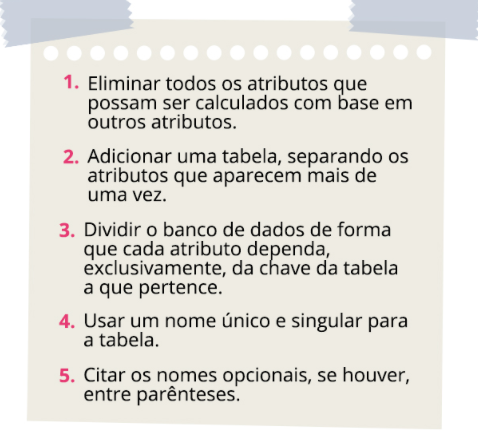 1. Eliminar todos os atributos que
possam ser calculados com base em
outros atributos.
2. Adicionar uma tabela, separando os
atributos que aparecem mais de
uma vez.
3. Dividir o banco de dados de forma
que cada atributo dependa,
exclusivamente, da chave da tabela
a que pertence.
4. Usar um nome único e singular para
a tabela.
5. Citar os nomes opcionais, se houver,
entre parênteses.